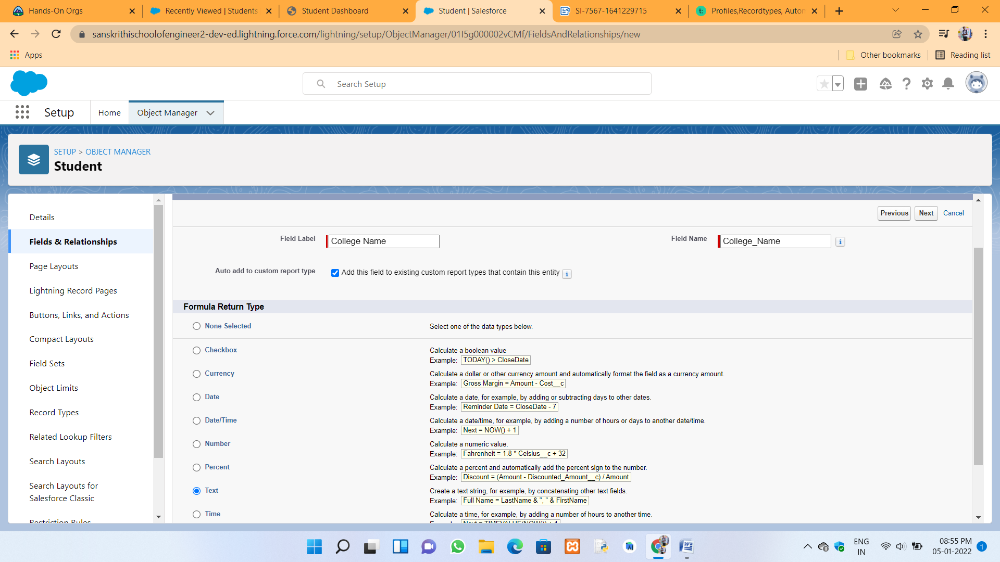 Hands-On Orgs
Recently Viewed | Students
Student Dashboard
Student | Salesforce
SI-7567-1641229715
Profiles,Recordtypes, Autom
sanskrithischoolofengineer2-dev-ed.lightning.force.com/lightning/setup/ObjectManager/01I5g000002vCMf/FieldsAndRelationships/new
Apps
Other bookmarks
Reading list
Search Setup
Setup
Home
Object Manager
SETUP > OBJECT MANAGER
Student
Details
Fields & Relationships
Page Layouts
Lightning Record Pages
Buttons, Links, and Actions
Compact Layouts
Field Sets
Object Limits
Record Types
Related Lookup Filters
Search Layouts
Search Layouts for
Salesforce Classic
Restriction Rules
Previous Next Cancel
Field Label College Name Field Name College_Name i
Auto add to custom report type Add this field to existing custom report types that contain this entity i
Formula Return Type
None Selected Select one of the data types below.
Checkbox Calculate a boolean value
Example: TODAY() > CloseDate
Currency Calculate a dollar or other currency amount and automatically format the field as a currency amount.
Example: Gross Margin = Amount - Cost__c
Date Calculate a date, for example, by adding or subtracting days to other dates.
Example: Reminder Date = CloseDate - 7
Date/Time Calculate a date/time, for example, by adding a number of hours or days to another date/time.
Example: Next = NOW() + 1
Number Calculate a numeric value.
Example: Fahrenheit = 1.8 * Celsius__c + 32
Percent Calculate a percent and automatically add the percent sign to the number.
Example: Discount = (Amount - Discounted_Amount__c) / Amount
Text Create a text string, for example, by concatenating other text fields.
Example: Full Name = LastName & ", " & FirstName
Time Calculate a time, for example, by adding a number of hours to another time.
Example: Next = TIMEVALUE(NOW()) + 1
ENG
IN
08:55 PM
05-01-2022
1